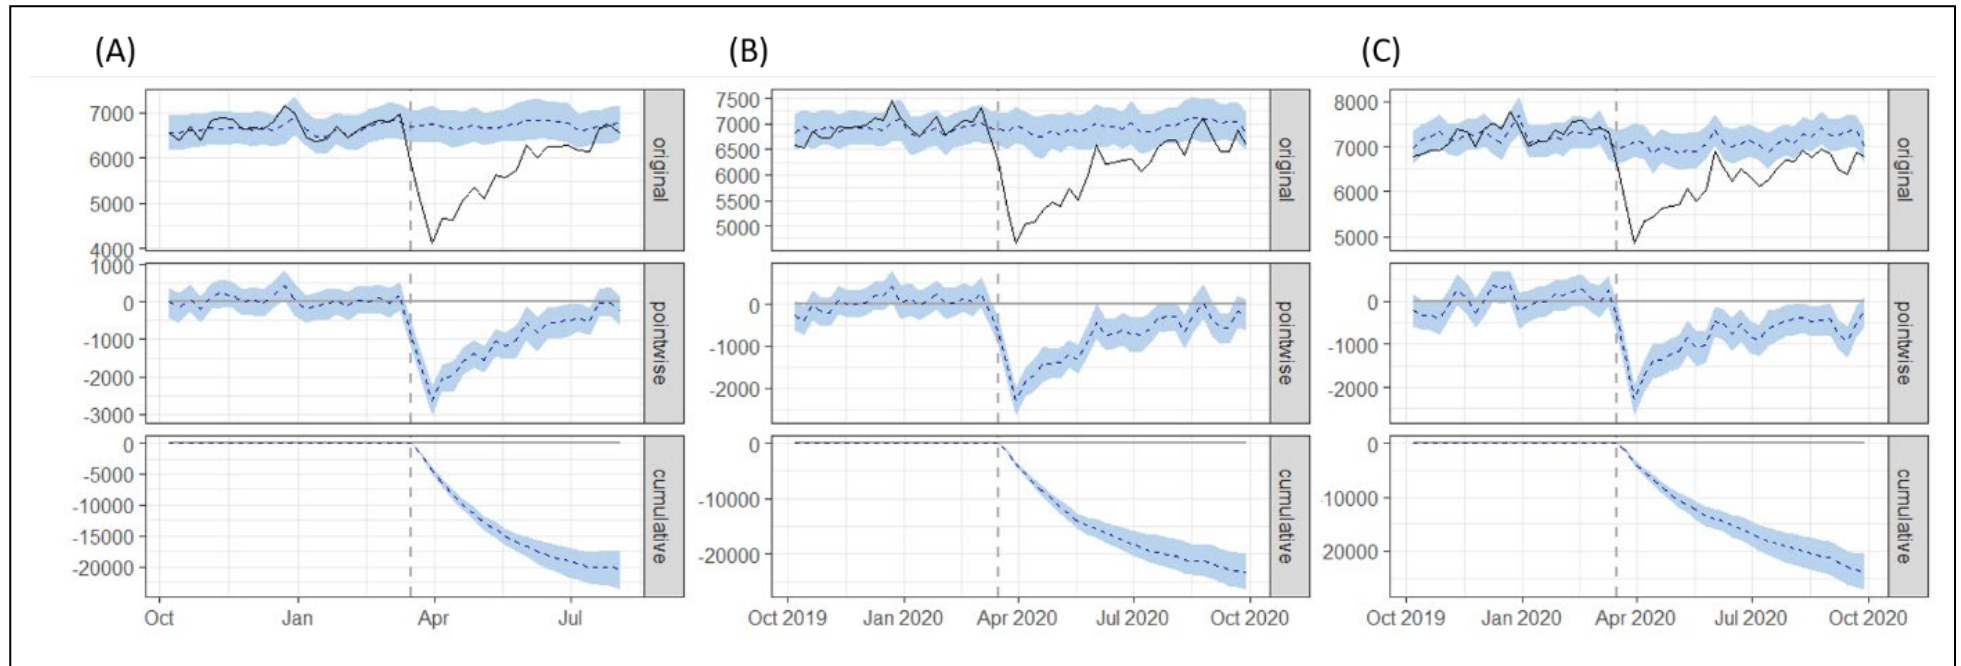 (A) (B) (C)
7000
6000
5000
4000
original
7500
7000
6500
6000
5500
5000
original
8000
7000
6000
5000
original
1000
0
-1000
-2000
-3000
pointwise
0
-1000
-2000
pointwise
0
-1000
-2000
pointwise
0
-5000
-10000
-15000
-20000
cumulative
0
-10000
-20000
cumulative
0
10000
20000
cumulative
Oct Jan Apr Jul
Oct 2019 Jan 2020 Apr 2020 Jul 2020 Oct 2020
Oct 2019 Jan 2020 Apr 2020 Jul 2020 Oct 2020